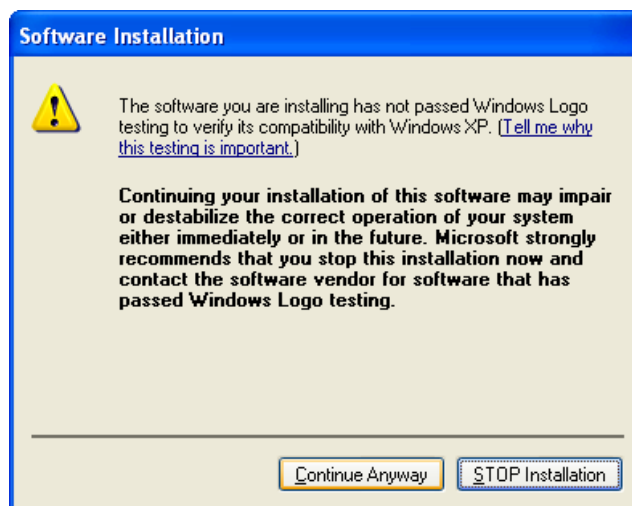 Software Installation
The software you are installing has not passed Windows Logo
testing to verify its compatibility with Windows XP. (Tell me why
this testing is important.)
Continuing your installation of this software may impair
or destabilize the correct operation of your system
either immediately or in the future. Microsoft strongly
recommends that you stop this installation now and
contact the software vendor for software that has
passed Windows Logo testing.
Continue Anyway
STOP Installation